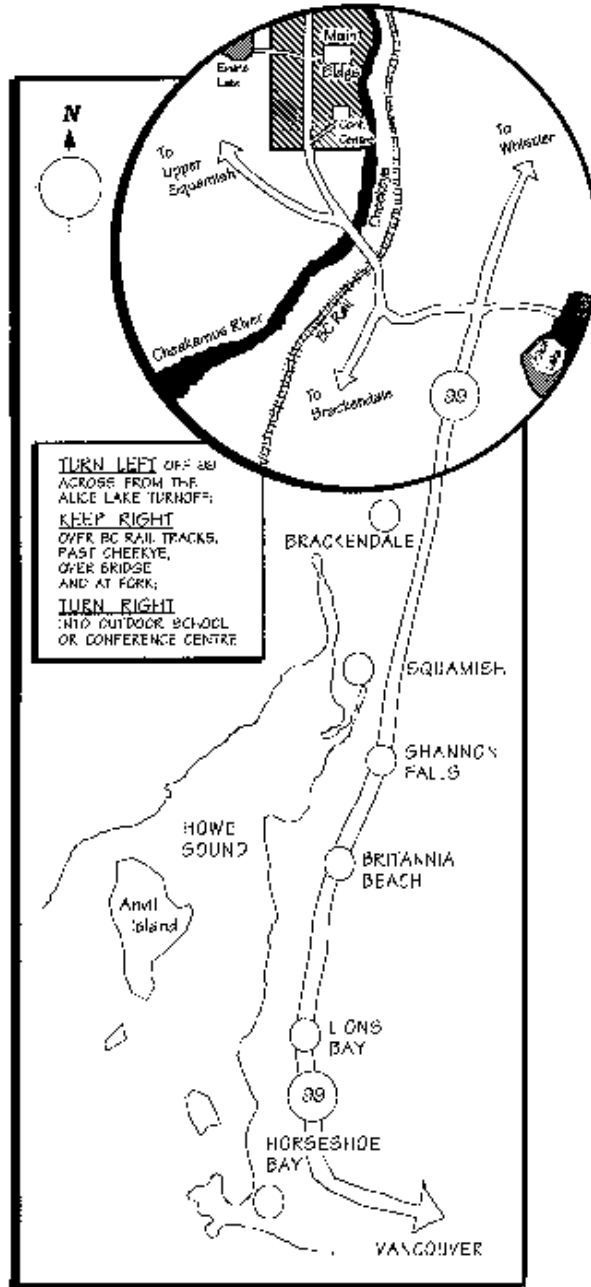 Main
Bldge
Evans
Lake
Conf.
Centre
N
To
Upper
Squamish
To
Whistler
Cheekye
BC Rail
Cheekamus River
To
Brackendale
99
TURN LEFT OFF 99
ACROSS FROM THE
ALICE LAKE TURNOFF;
KEEP RIGHT
OVER BC RAIL TRACKS,
PAST CHEEKYE,
OVER BRIDGE
AND AT FORK;
TURN RIGHT
INTO OUTDOOR SCHOOL
OR CONFERENCE CENTRE
BRACKENDALE
SQUAMISH
SHANNON
FALLS
HOWE
SOUND
BRITANNIA
BEACH
Anvil
Island
LIONS
BAY
99
HORSESHOE
BAY
VANCOUVER